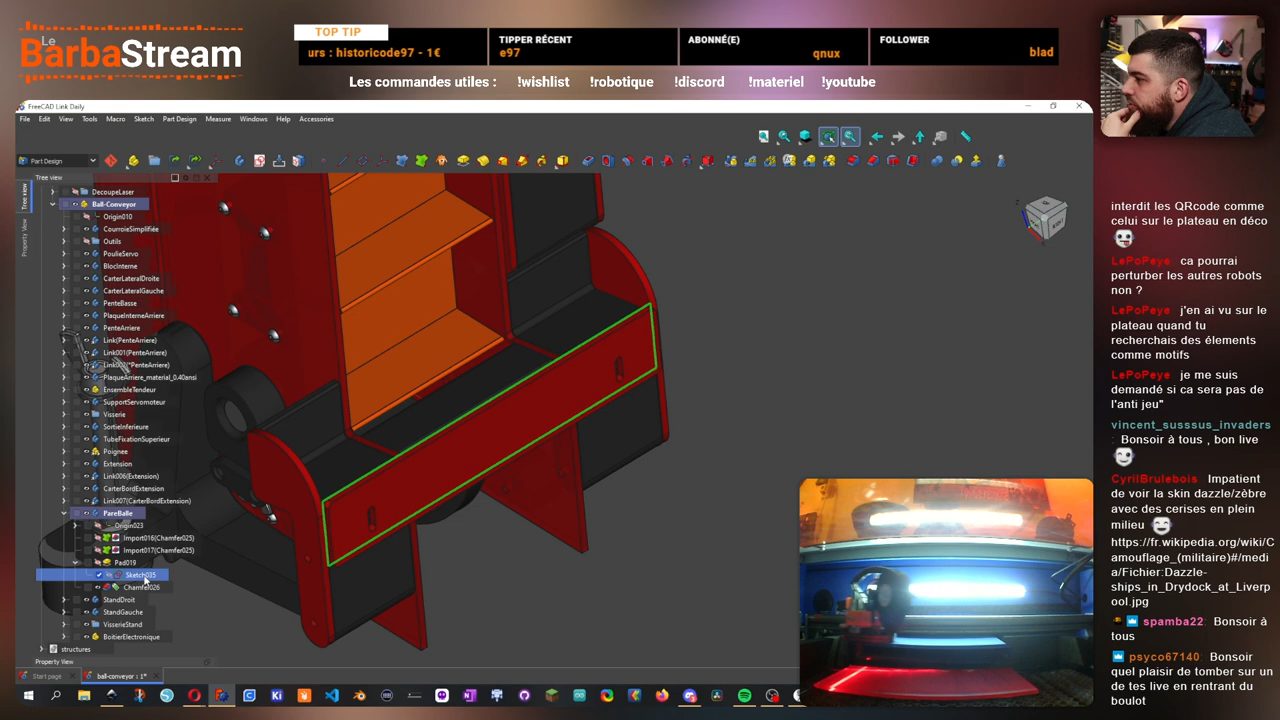 Le
BarbaStream
TOP TIP
urs : historicode97 - 1€
TIPPER RÉCENT
e97
ABONNÉ(E)
qnux
FOLLOWER
blad
Les commandes utiles : !wishlist !robotique !discord !materiel !youtube
FreeCAD Link Daily
File Edit View Tools Macro Sketch Part Design Measure Windows Help Accessories
Part Design
Tree view
Tree view
Property View
DecoupeLaser
Ball-Conveyor
Origin010
CourroieSimplifiée
Outils
PoulieServo
BlocInterne
CarterLateralDroite
CarterLateralGauche
PenteBasse
PlaqueInterneArriere
PenteArriere
Link(PenteArriere)
Link001(PenteArriere)
PlaqueArriere_material_0.40ansi
EnsembleTendeur
SupportServomoteur
Visserie
SortieInferieure
TubeFixationSuperieur
Poignee
Extension
Link006(Extension)
CarterBordExtension
Link007(CarterBordExtension)
PareBalle
Origin023
Import016(Chamfer025)
Import017(Chamfer025)
Pad019
Sketch035
Chamfer026
StandDroit
StandGauche
VisserieStand
BoitierElectronique
structures
Property View
Start page
ball-conveyor : 1*
interdit les QRcode comme
celui sur le plateau en déco
LePoPeye : ca pourrai
perturber les autres robots
non ?
LePoPeye : j'en ai vu sur le
plateau quand tu
recherchais des élements
comme motifs
LePoPeye : je me suis
demandé si ca sera pas de
l'anti jeu"
vincent_susssus_invaders
: Bonsoir à tous , bon live
CyrilBrulebois : Impatient
de voir la skin dazzle/zèbre
avec des cerises en plein
milieu
https://fr.wikipedia.org/wiki/C
amouflage_(militaire)#/medi
a/Fichier:Dazzle-
ships_in_Drydock_at_Liverp
ool.jpg
spamba22 : Bonsoir à
tous
psyco67140 : Bonsoir
quel plaisir de tomber sur un
de tes live en rentrant du
boulot